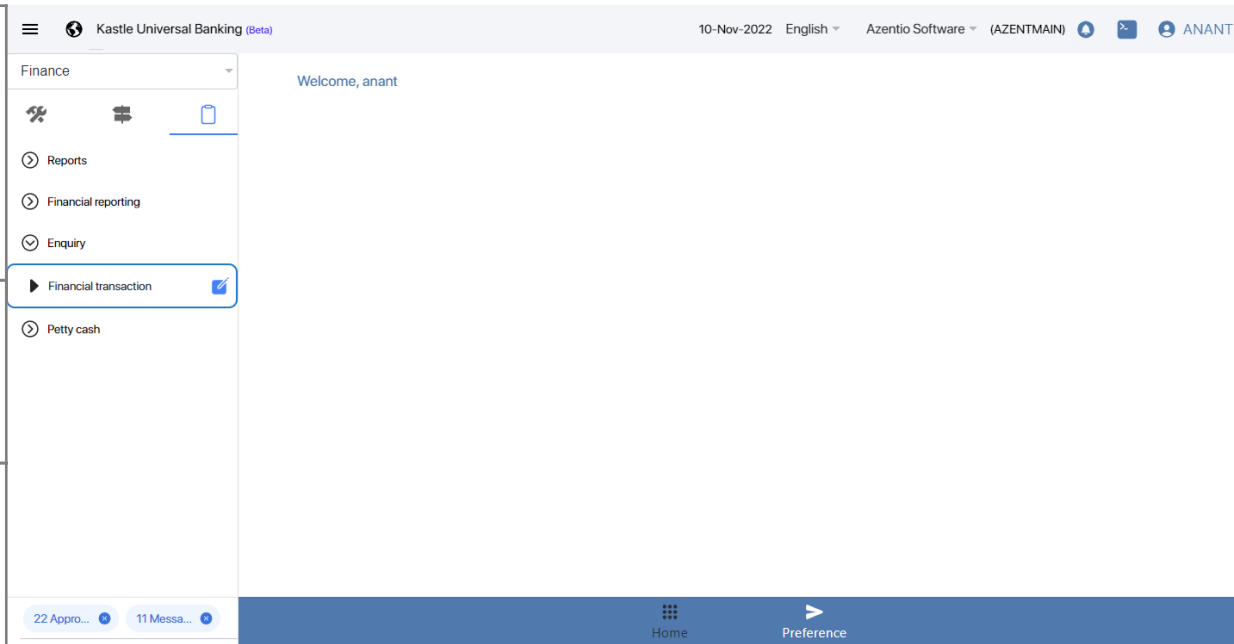 Kastle Universal Banking (Beta) 10-Nov-2022 English Azentio Software (AZENTMAIN) ANANT
Finance
Welcome, anant
Reports
Financial reporting
Enquiry
Financial transaction
Petty cash
22 Appro... 11 Messa...
Home Preference